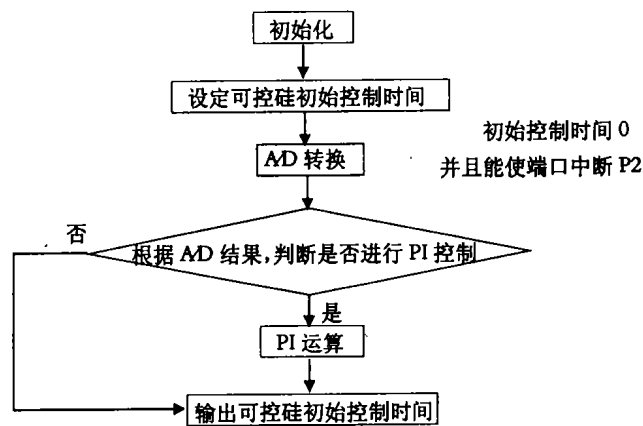 初始化
设定可控硅初始控制时间
初始控制时间 0
A/D 转换
并且能使端口中断 P2
否
根据 A/D 结果,判断是否进行 PI 控制
是
PI 运算
输出可控硅初始控制时间